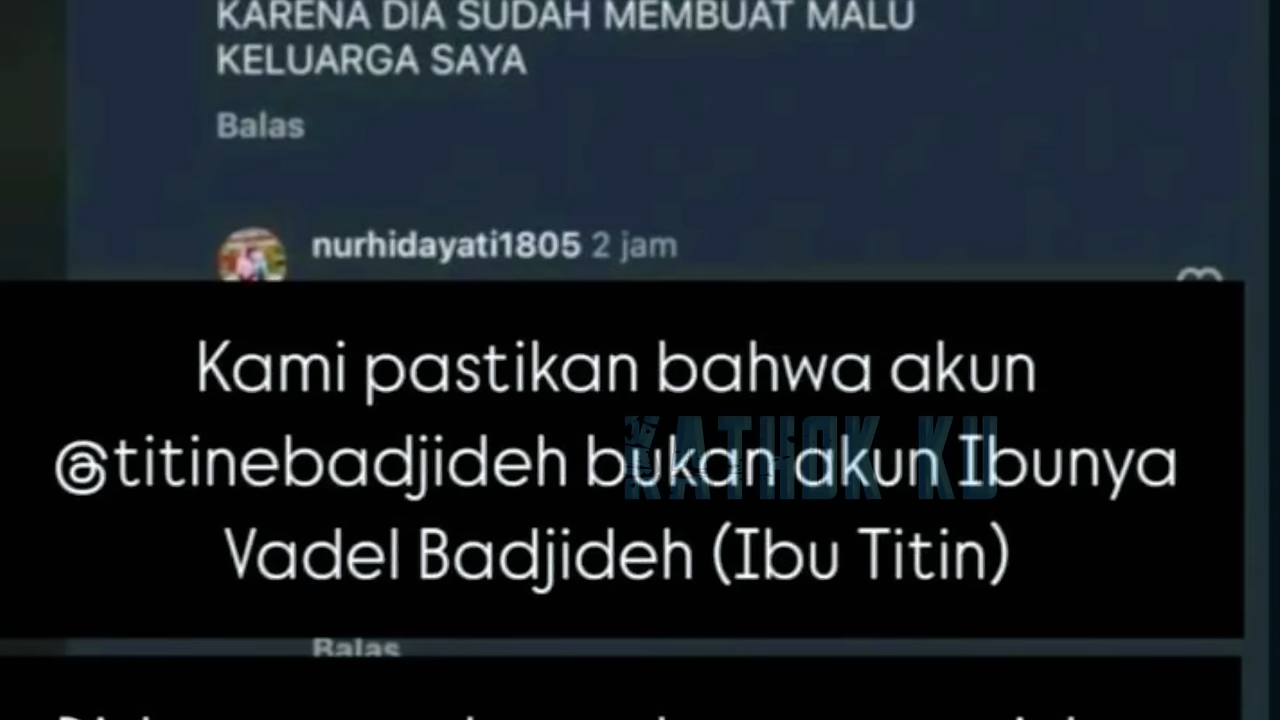 KARENA DIA SUDAH MEMBUAT MALU
KELUARGA SAYA
Balas
nurhidayati1805 2 jam
Kami pastikan bahwa akun
@titinebadjideh bukan akun Ibunya
Vadel Badjideh (Ibu Titin)
KATHOK KU
Balas